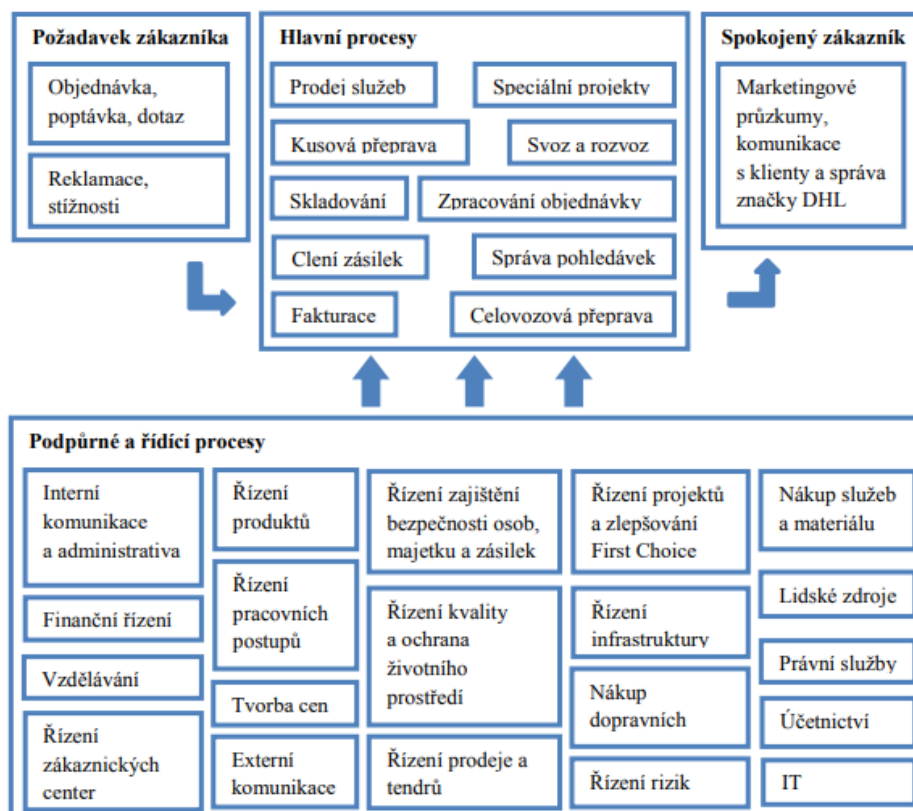 Požadavek zákazníka
Objednávka,
poptávka, dotaz
Reklamace,
stížnosti
Hlavní procesy
Prodej služeb
Speciální projekty
Kusová přeprava
Svoz a rozvoz
Skladování
Zpracování objednávky
Clení zásilek
Správa pohledávek
Fakturace
Celovozová přeprava
Spokojený zákazník
Marketingové
průzkumy,
komunikace
s klienty a správa
značky DHL
Podpůrné a řídící procesy
Interní
komunikace
a administrativa
Finanční řízení
Vzdělávání
Řízení
zákaznických
center
Řízení
produktů
Řízení
pracovních
postupů
Tvorba cen
Externí
komunikace
Řízení zajištění
bezpečnosti osob,
majetku a zásilek
Řízení kvality
a ochrana
životního
prostředí
Řízení prodeje a
tendrů
Řízení projektů
a zlepšování
First Choice
Řízení
infrastruktury
Nákup
dopravních
Řízení rizik
Nákup služeb
a materiálu
Lidské zdroje
Právní služby
Účetnictví
IT